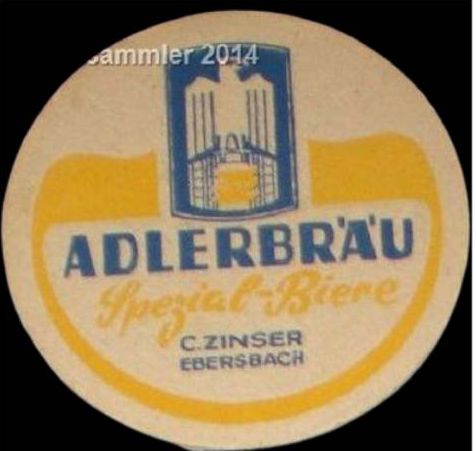 sammler 2014
ADLERBRÄU
Spezial-Biere
C. ZINSER
EBERSBACH